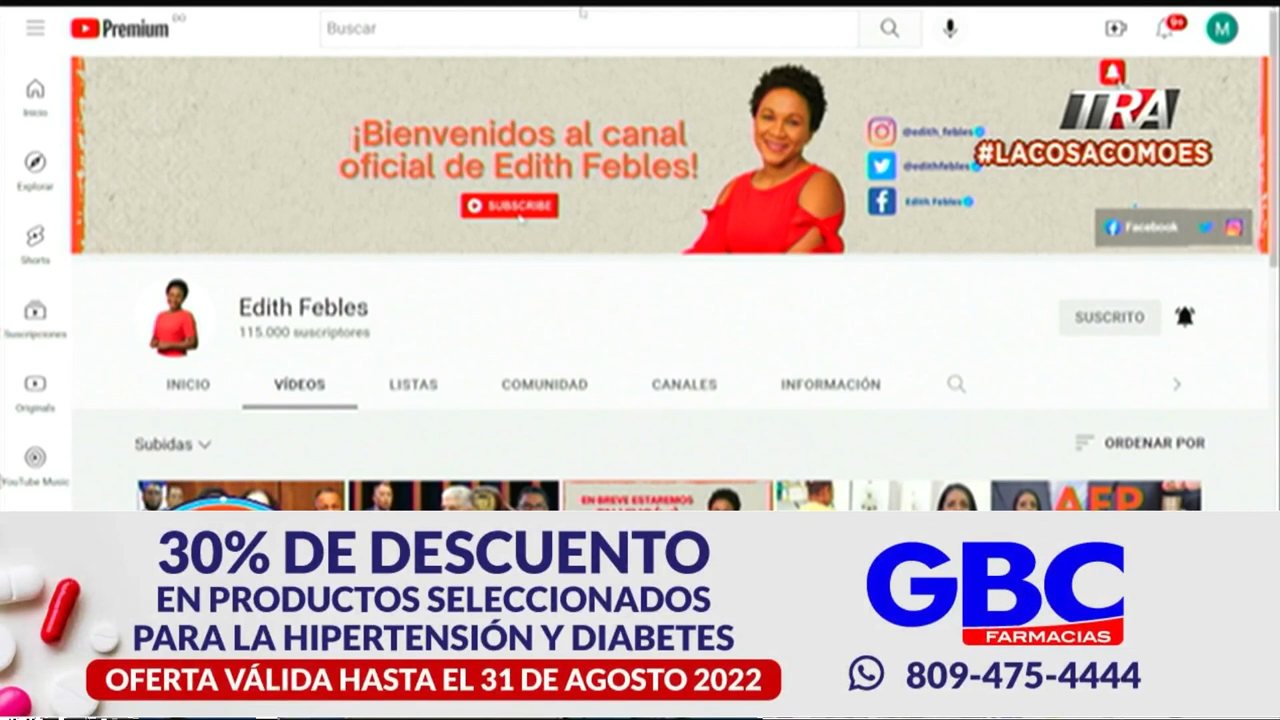 Premium
DO
Buscar
9+
M
Inicio
Explorar
Shorts
Suscripciones
Originals
YouTube Music
¡Bienvenidos al canal
oficial de Edith Febles!
SUBSCRIBE
@edith_febles
@edithfebles
Edith Febles
TRA
#LACOSACOMOES
Facebook
Edith Febles
115.000 suscriptores
SUSCRITO
INICIO
VÍDEOS
LISTAS
COMUNIDAD
CANALES
INFORMACIÓN
Subidas
ORDENAR POR
EN BREVE ESTAREMOS
AFP
30% DE DESCUENTO
EN PRODUCTOS SELECCIONADOS
PARA LA HIPERTENSIÓN Y DIABETES
OFERTA VÁLIDA HASTA EL 31 DE AGOSTO 2022
GBC
FARMACIAS
809-475-4444